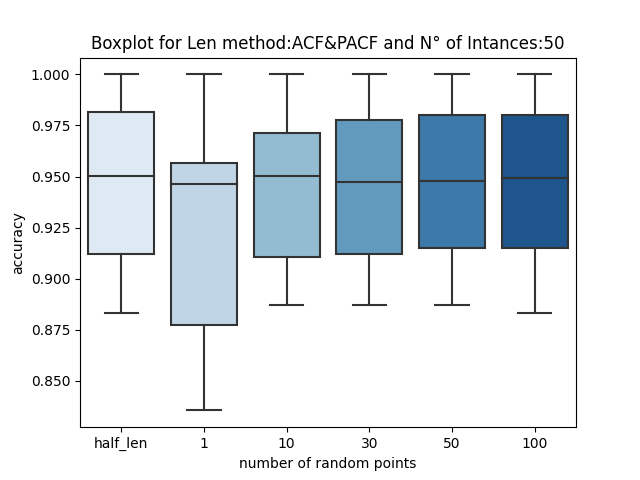 Boxplot for Len method:ACF&PACF and N° of Intances:50
accuracy
1.000
0.975
0.950
0.925
0.900
0.875
0.850
half_len 1 10 30 50 100
number of random points